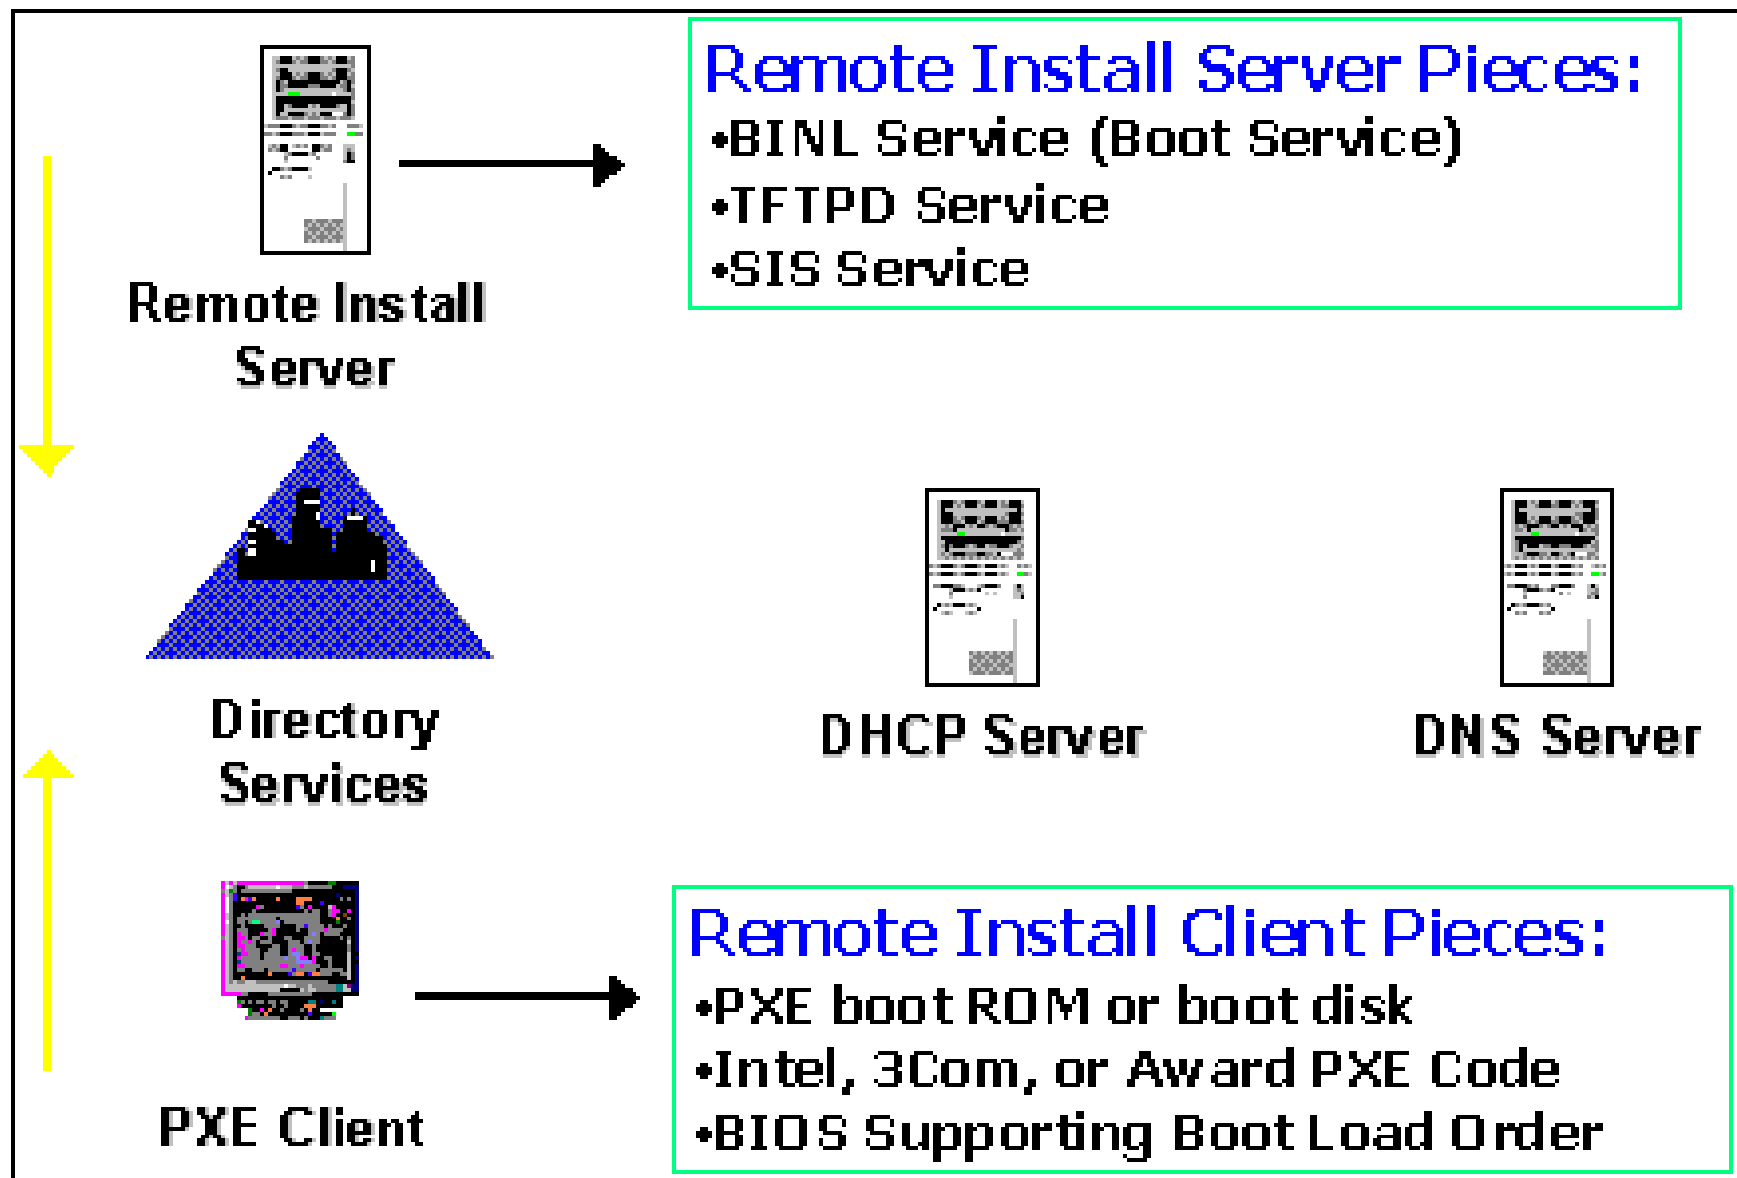 Remote Install Server Pieces:
•BINL Service (Boot Service)
•TFTPD Service
•SIS Service
Remote Install
Server
Directory
Services
DHCP Server
DNS Server
Remote Install Client Pieces:
•PXE boot ROM or boot disk
•Intel, 3Com, or Award PXE Code
•BIOS Supporting Boot Load Order
PXE Client